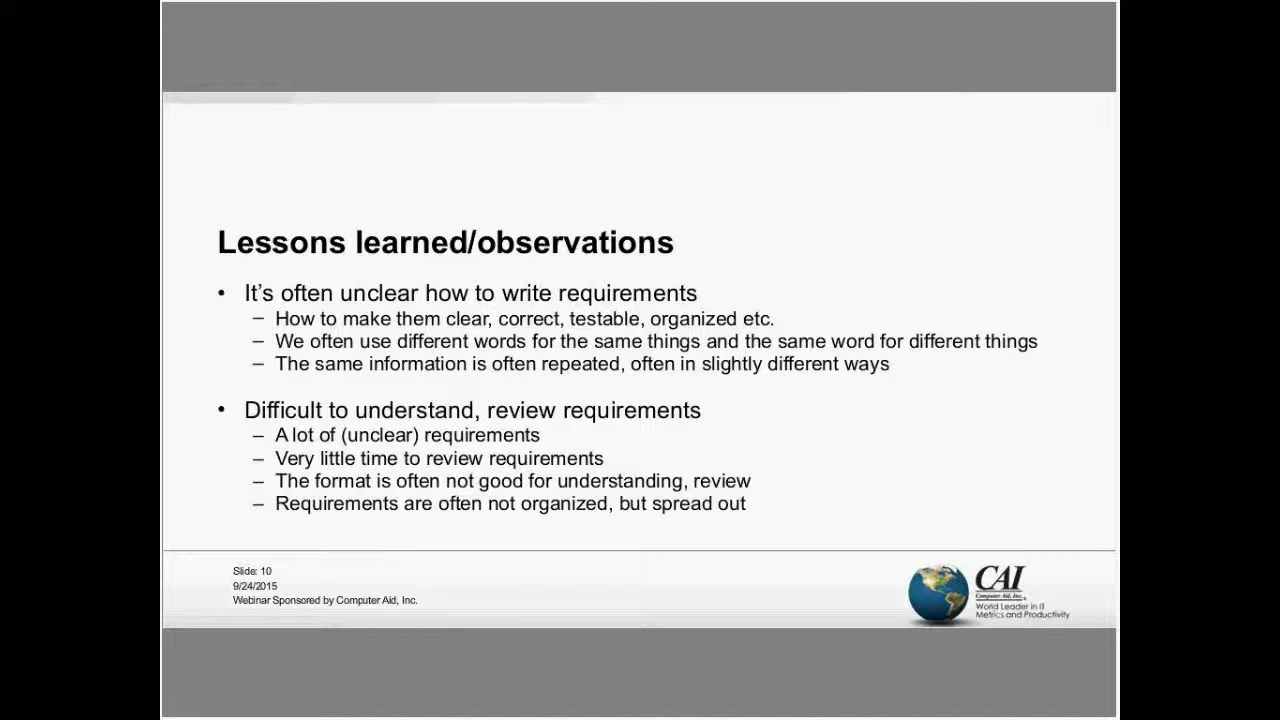 Lessons learned/observations
• It’s often unclear how to write requirements
– How to make them clear, correct, testable, organized etc.
– We often use different words for the same things and the same word for different things
– The same information is often repeated, often in slightly different ways
• Difficult to understand, review requirements
– A lot of (unclear) requirements
– Very little time to review requirements
– The format is often not good for understanding, review
– Requirements are often not organized, but spread out
Slide: 10
9/24/2015
Webinar Sponsored by Computer Aid, Inc.
CAI
Computer Aid, Inc.®
World Leader in IT
Metrics and Productivity